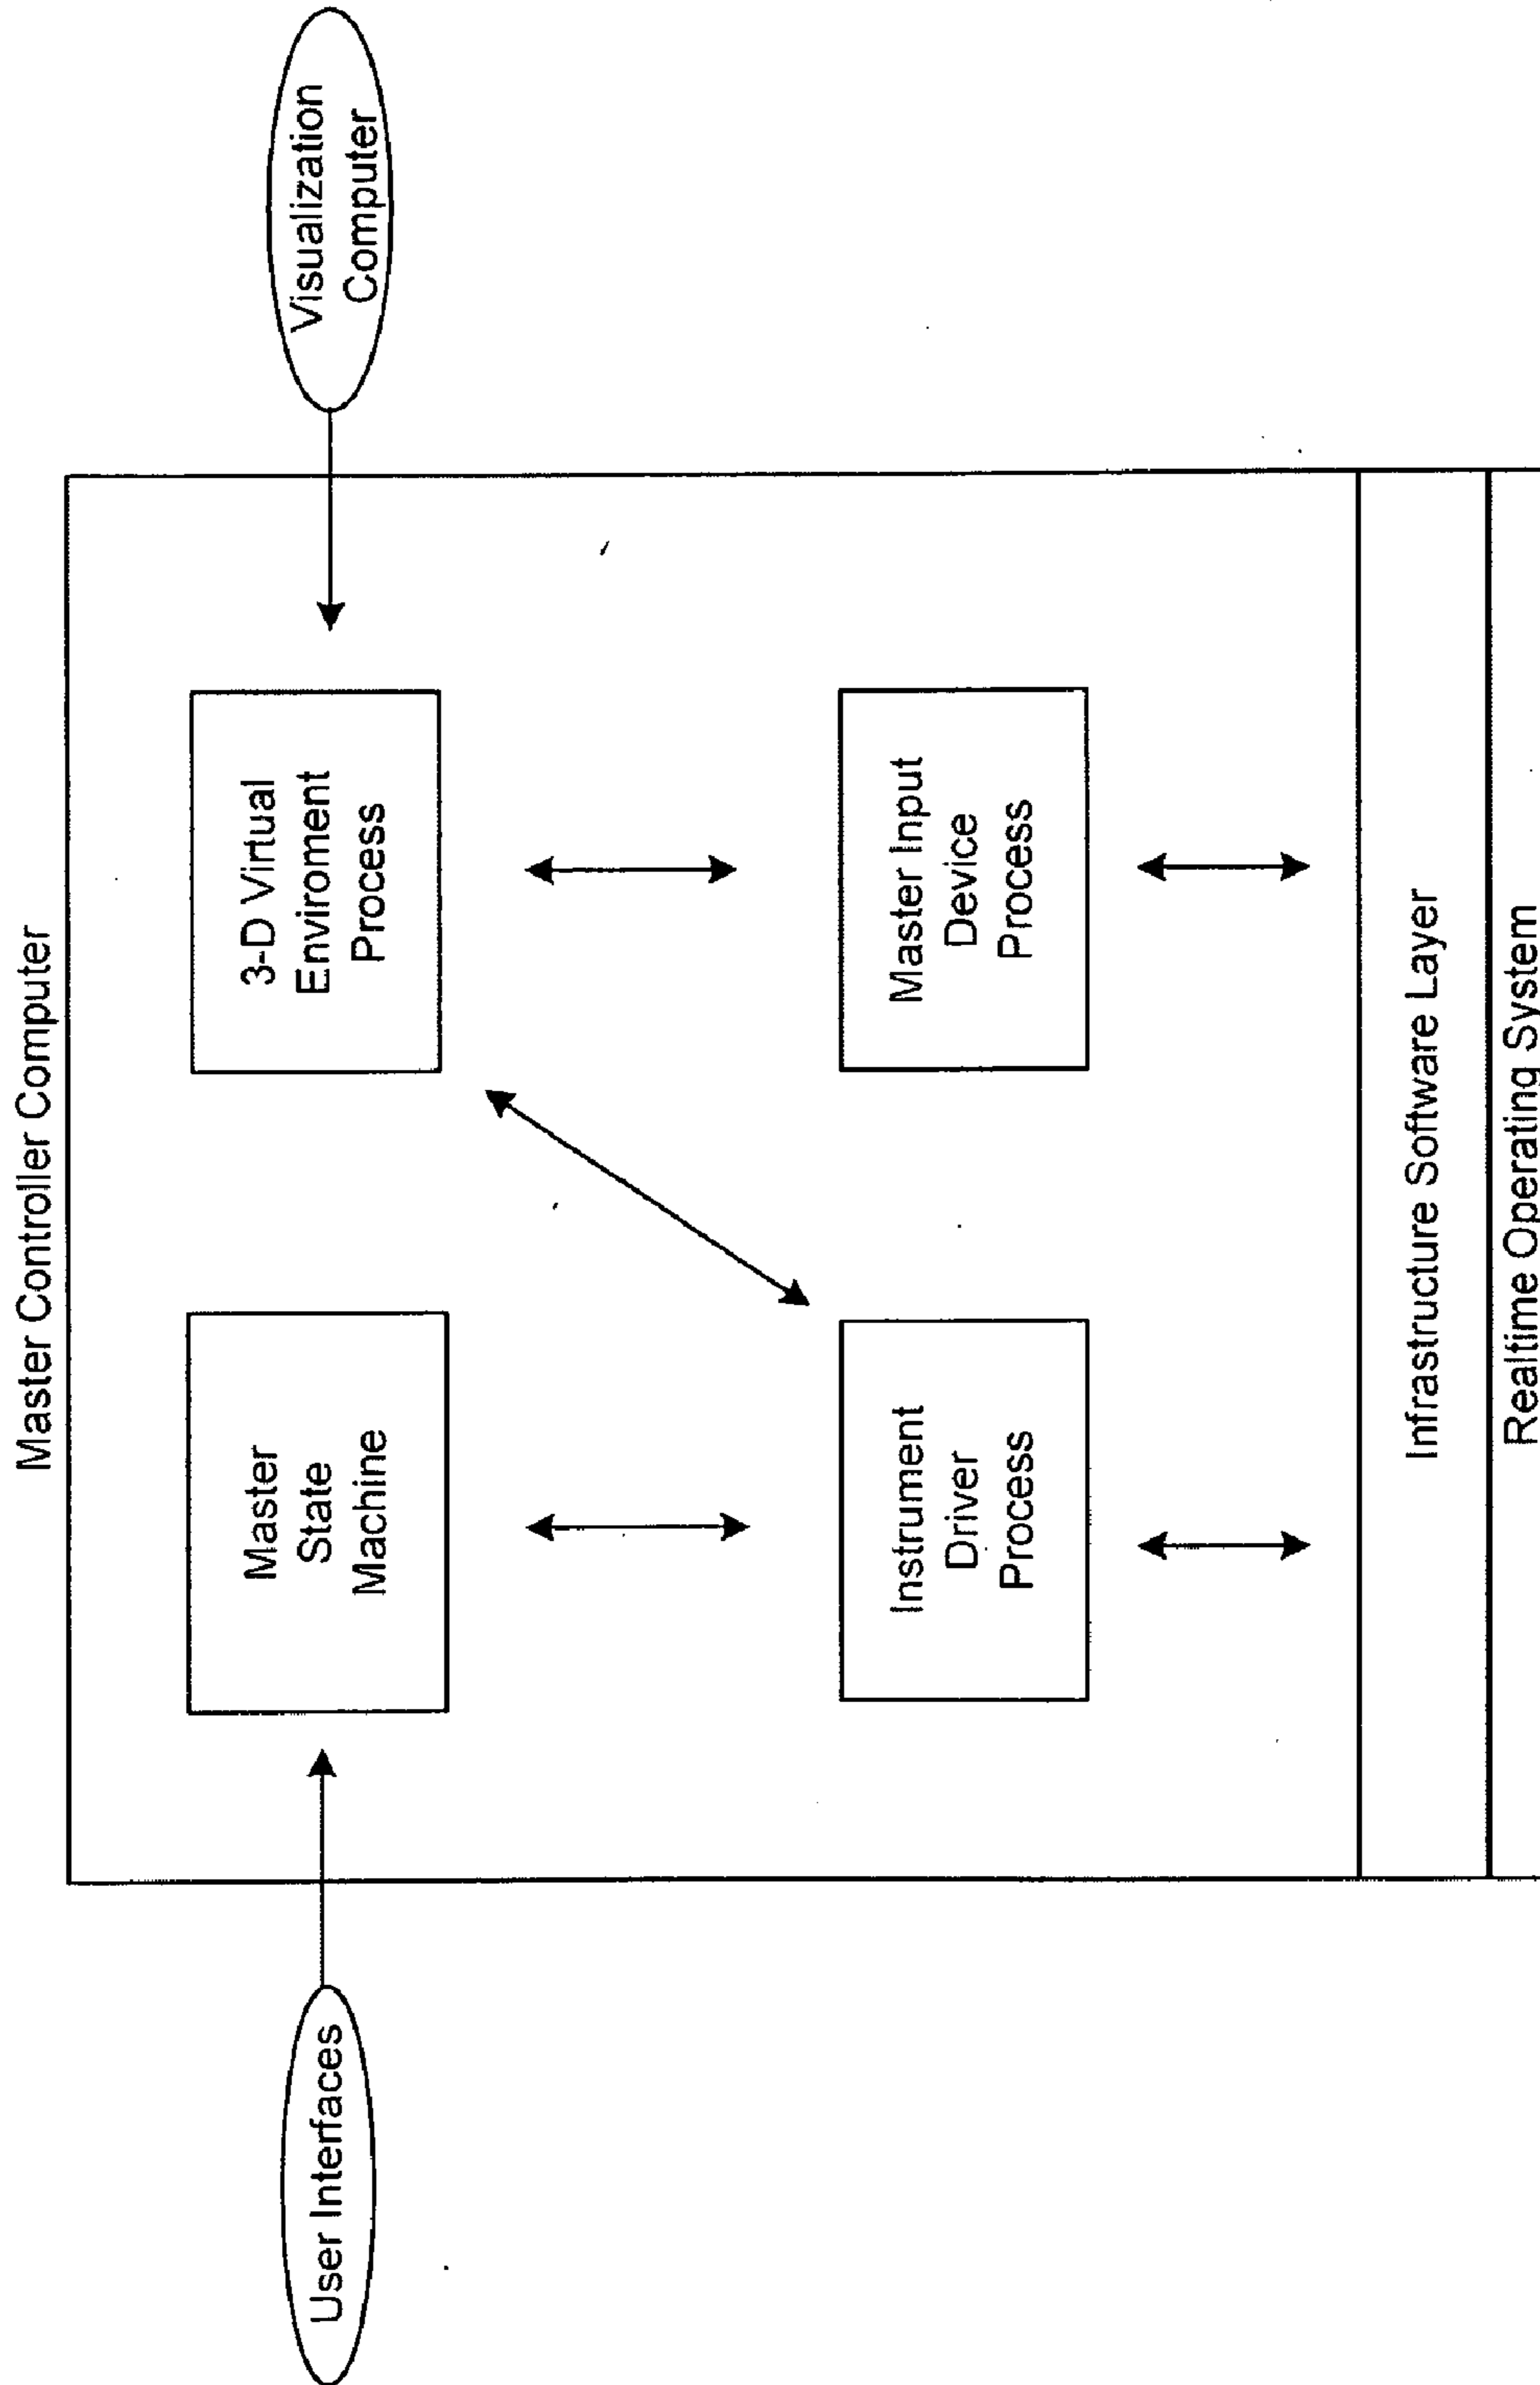 Master Controller Computer
User Interfaces
Master
State
Machine
3-D Virtual
Enviroment
Process
Visualization
Computer
Instrument
Driver
Process
Master Input
Device
Process
Infrastructure Software Layer
Realtime Operating System